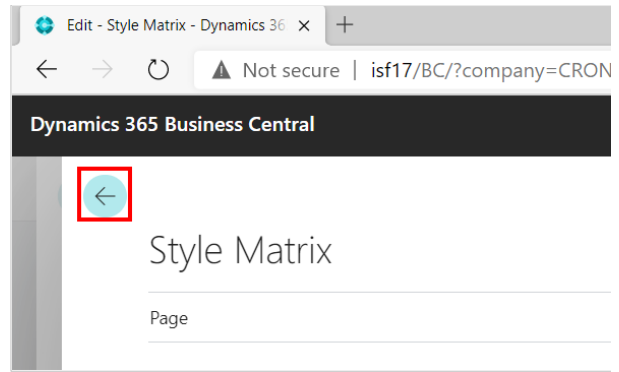 Edit - Style Matrix - Dynamics 36
Not secure | isf17/BC/?company=CRON
Dynamics 365 Business Central
Style Matrix
Page